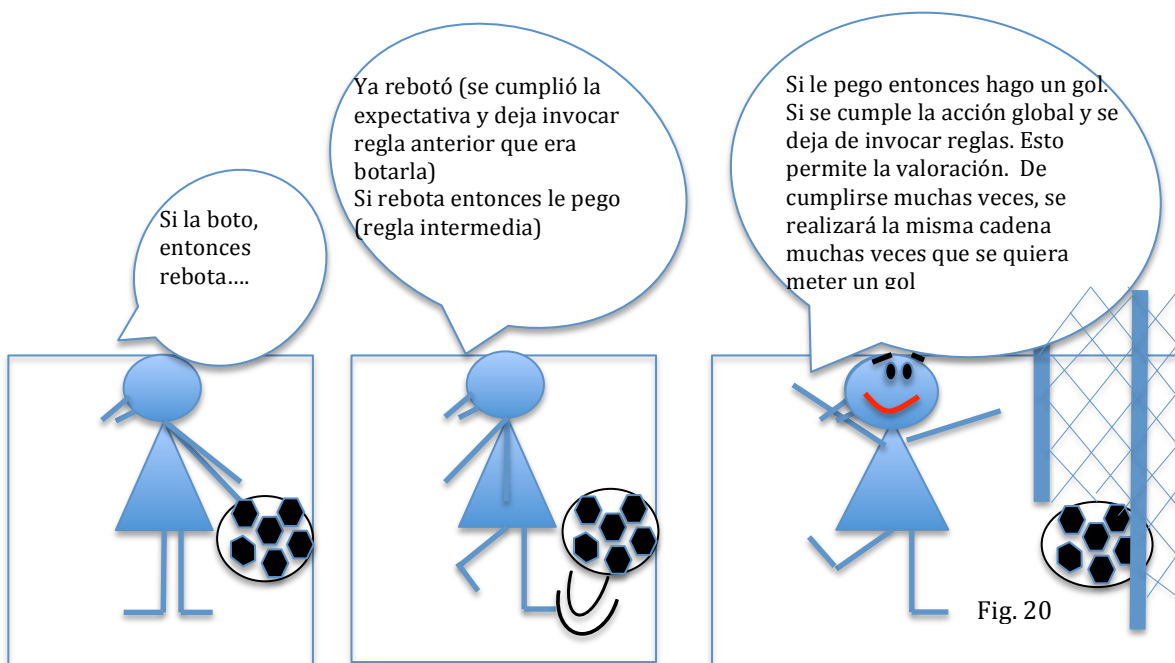 Si la boto,
entonces
rebota....
Ya rebotó (se cumplió la
expectativa y deja invocar
regla anterior que era
botarla)
Si rebota entonces le pego
(regla intermedia)
Si le pego entonces hago un gol.
Si se cumple la acción global y se
deja de invocar reglas. Esto
permite la valoración. De
cumplirse muchas veces, se
realizará la misma cadena
muchas veces que se quiera
meter un gol
Fig. 20